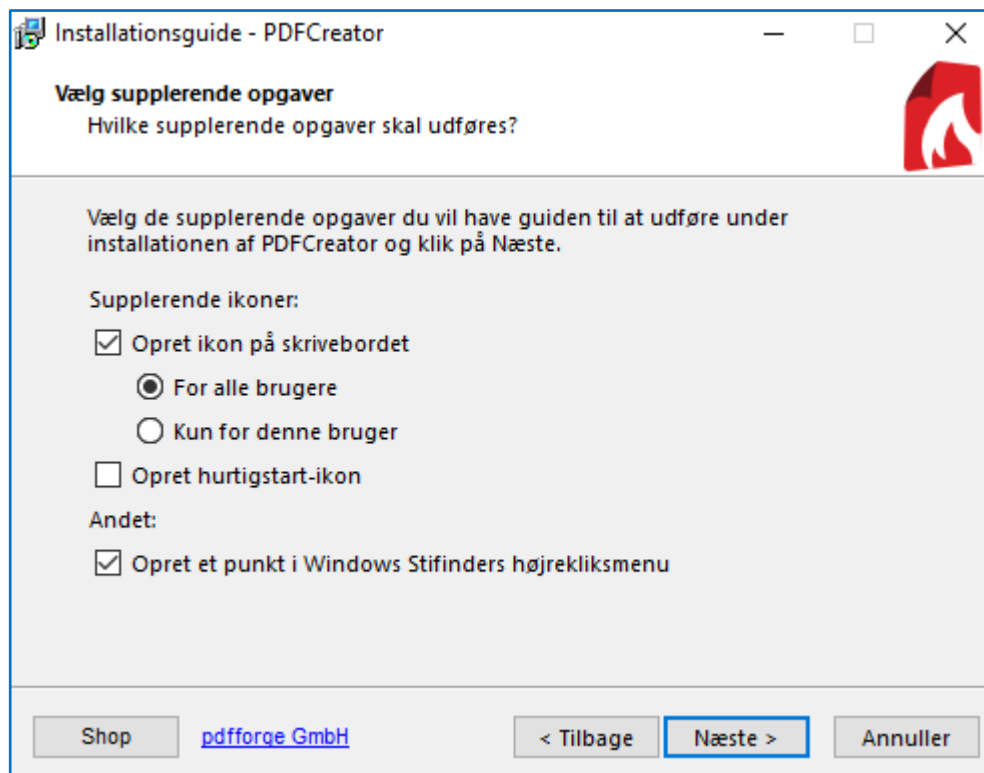 Installationsguide - PDFCreator
Vælg supplerende opgaver
Hvilke supplerende opgaver skal udføres?
Vælg de supplerende opgaver du vil have guiden til at udføre under
installationen af PDFCreator og klik på Næste.
Supplerende ikoner:
Opret ikon på skrivebordet
For alle brugere
Kun for denne bruger
Opret hurtigstart-ikon
Andet:
Opret et punkt i Windows Stifinders højrekliksmenu
Shop pdfforge GmbH < Tilbage Næste > Annuller